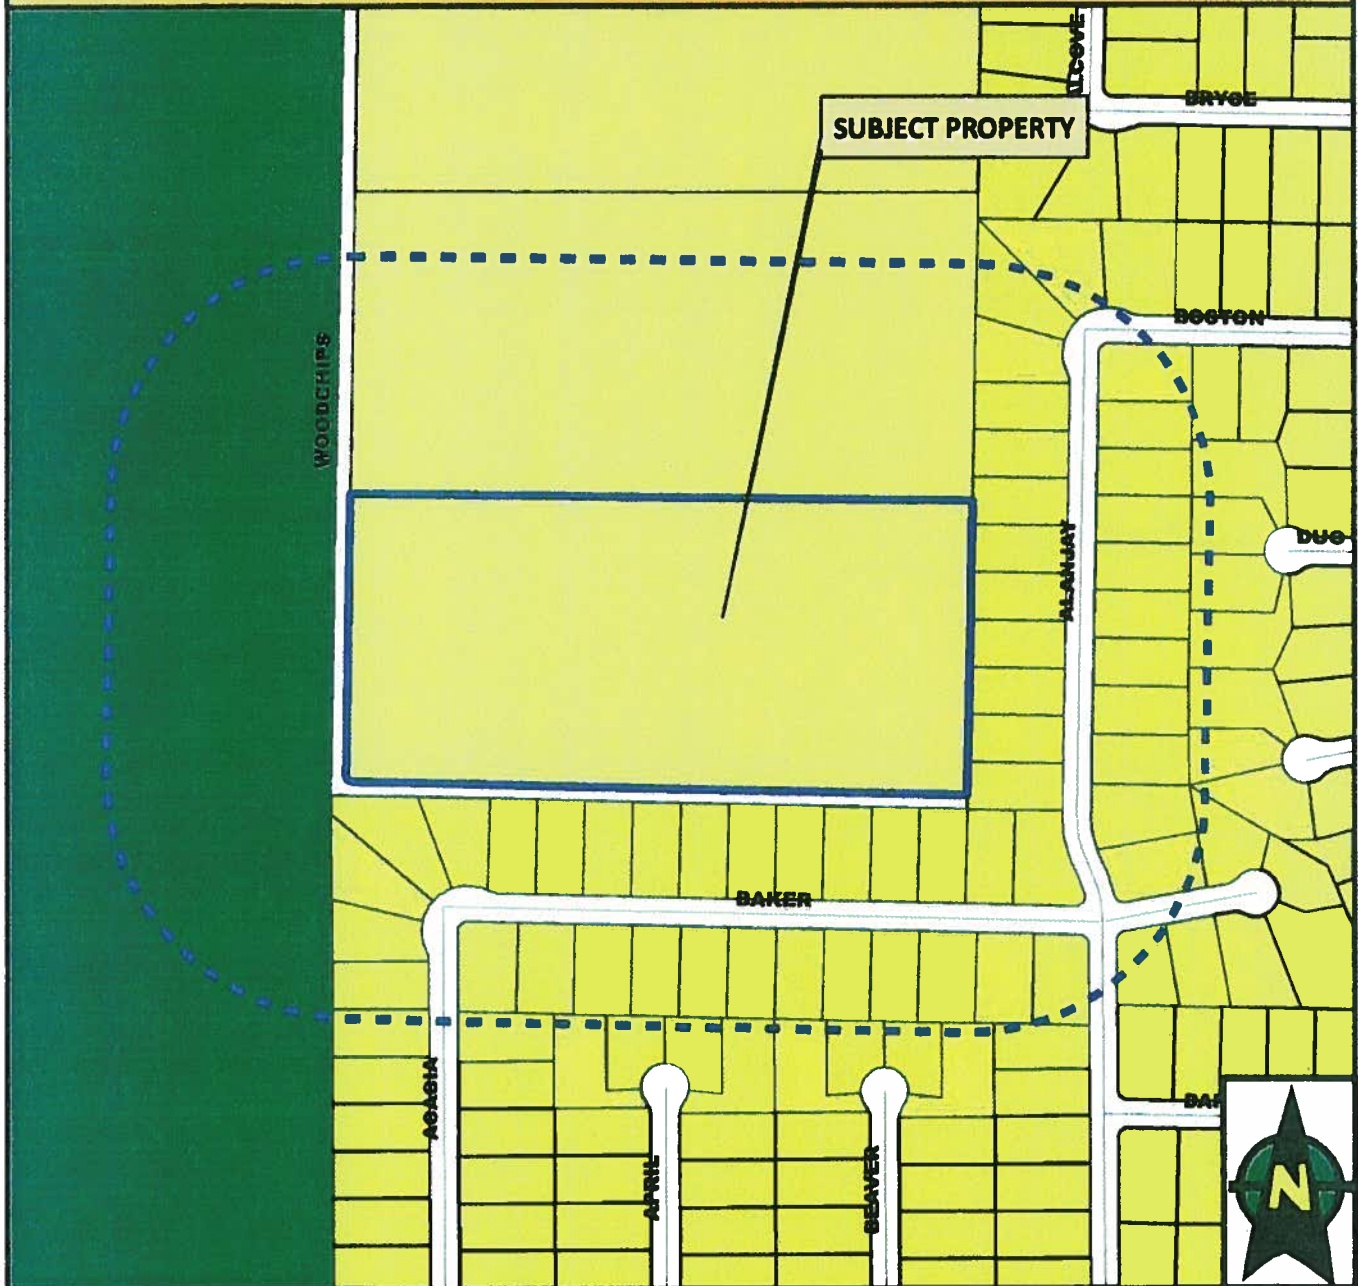 ALCOVE
BRYCE
SUBJECT PROPERTY
BOSTON
WOODCHIPS
ALANJAY
DUO
BAKER
ACACIA
APRIL
BEAVER
N